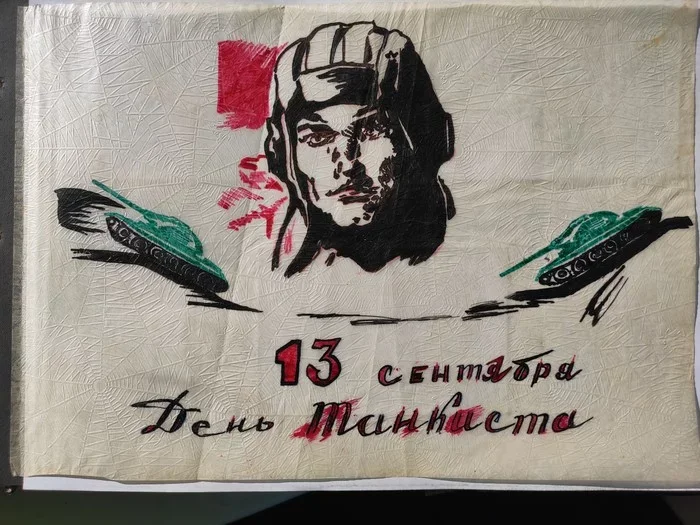 13 сентября
День Танкиста